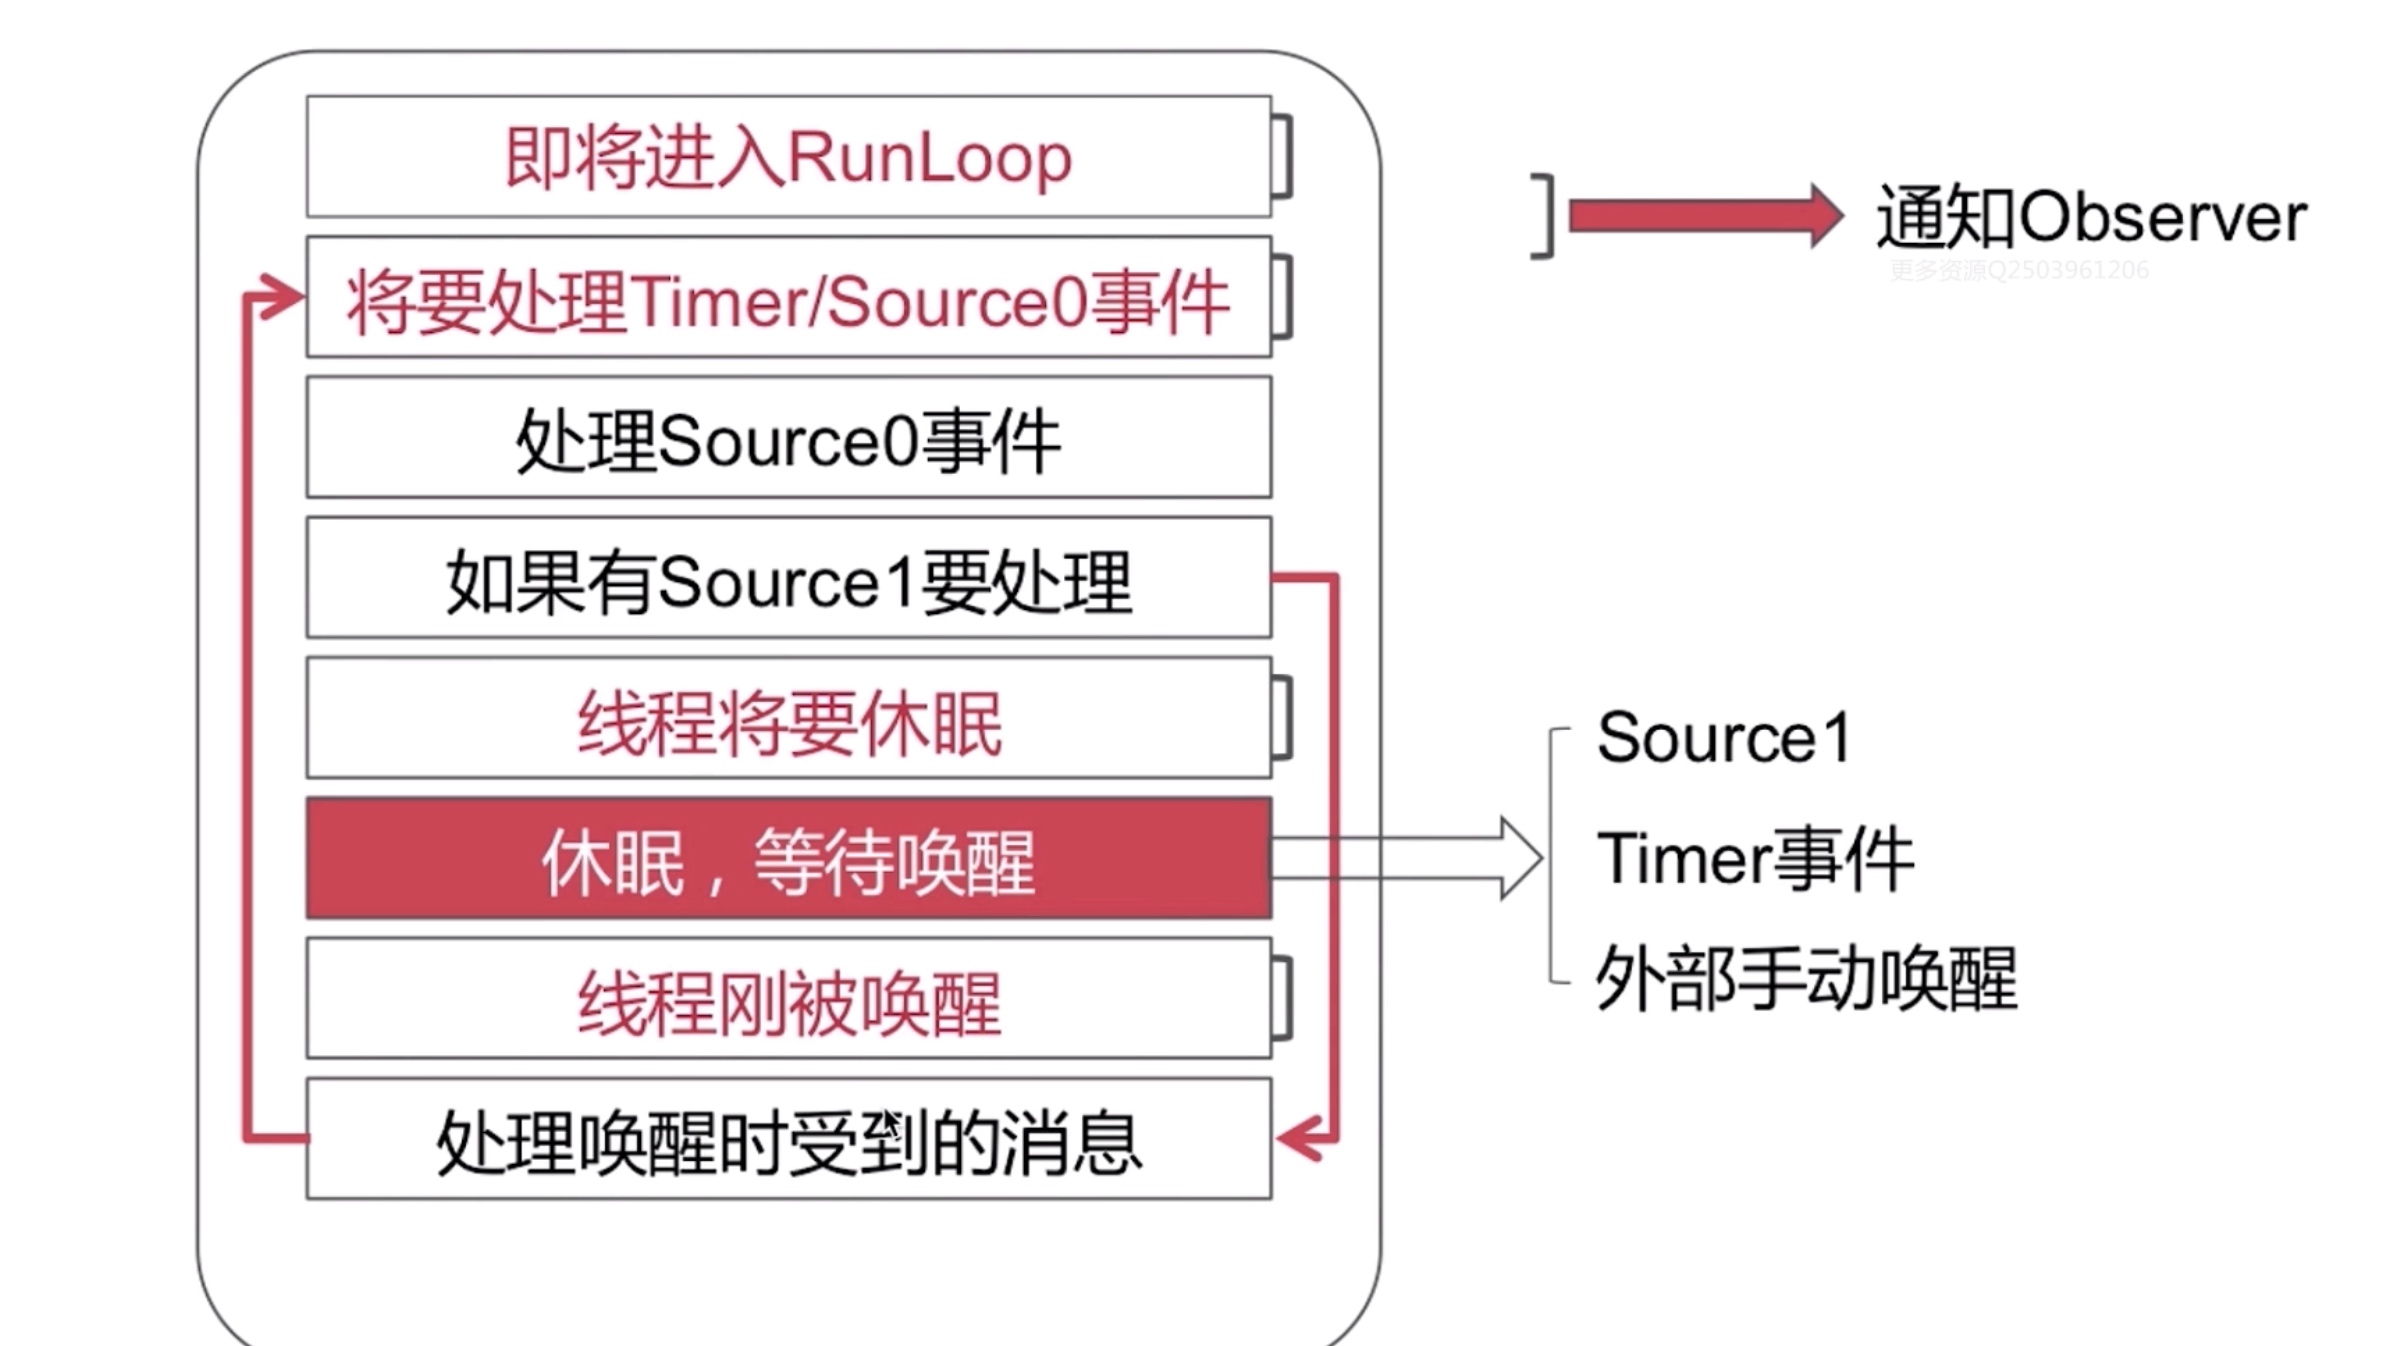 即将进入RunLoop
通知Observer
更多资源Q2503961206
将要处理Timer/Source0事件
处理Source0事件
如果有Source1要处理
线程将要休眠
休眠，等待唤醒
Source1
Timer事件
外部手动唤醒
线程刚被唤醒
处理唤醒时受到的消息